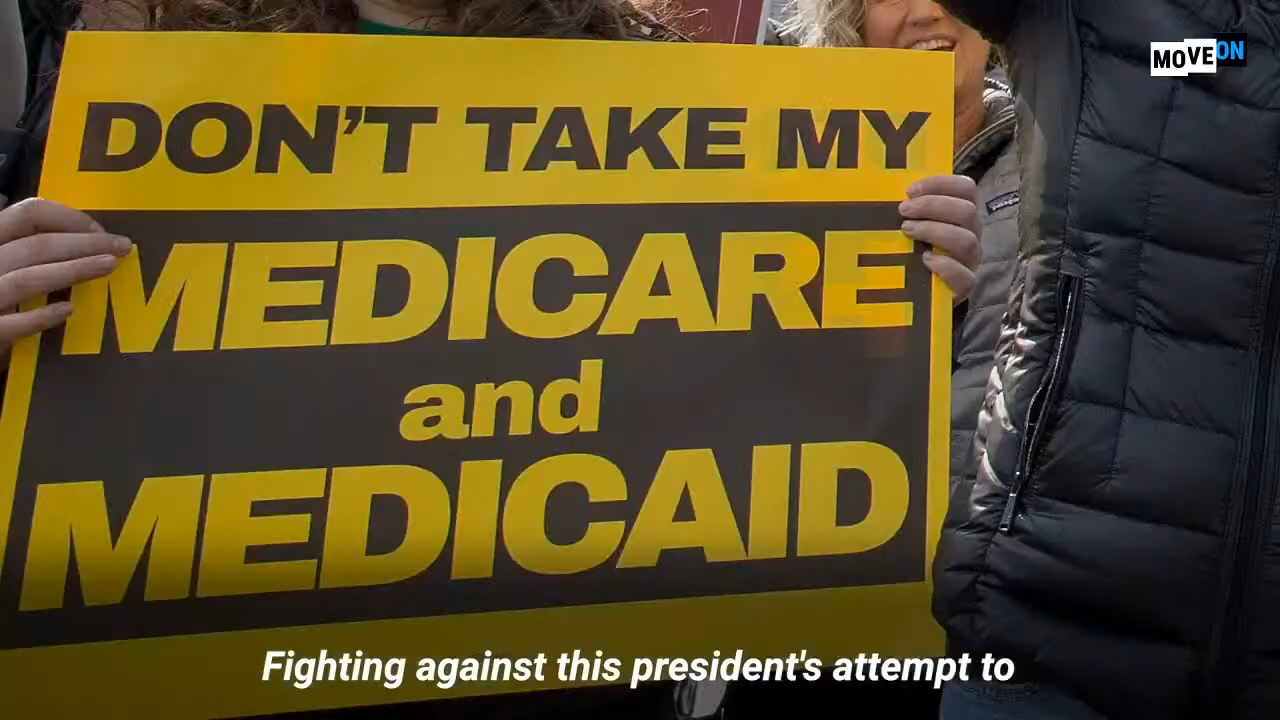 MOVEON
DON'T TAKE MY
MEDICARE
and
MEDICAID
Fighting against this president's attempt to